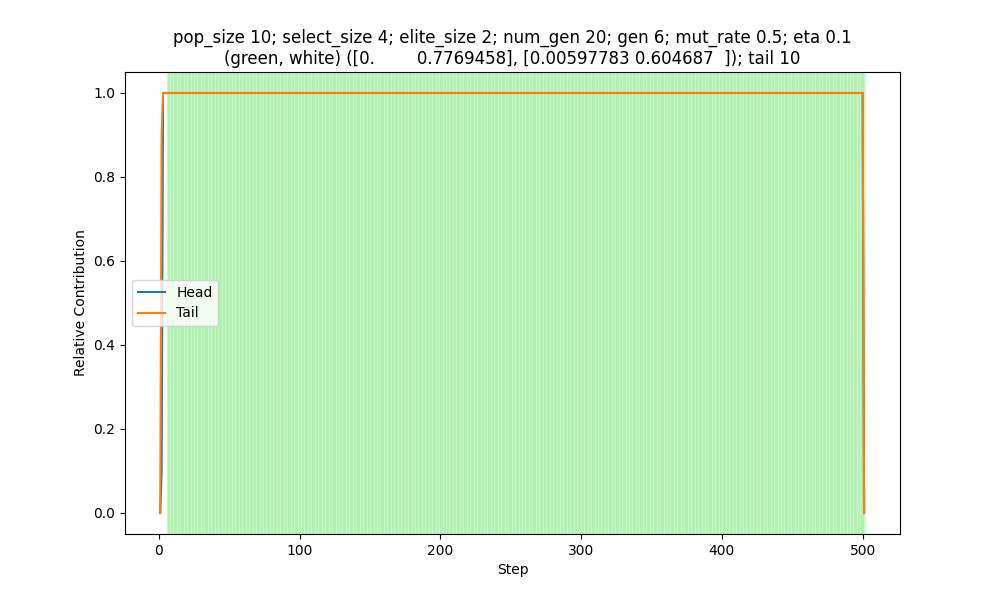 pop_size 10; select_size 4; elite_size 2; num_gen 20; gen 6; mut_rate 0.5; eta 0.1
(green, white) ([0.        0.7769458], [0.00597783 0.604687  ]); tail 10
1.0
0.8
0.6
0.4
0.2
0.0
Relative Contribution
Head
Tail
0
100
200
300
400
500
Step